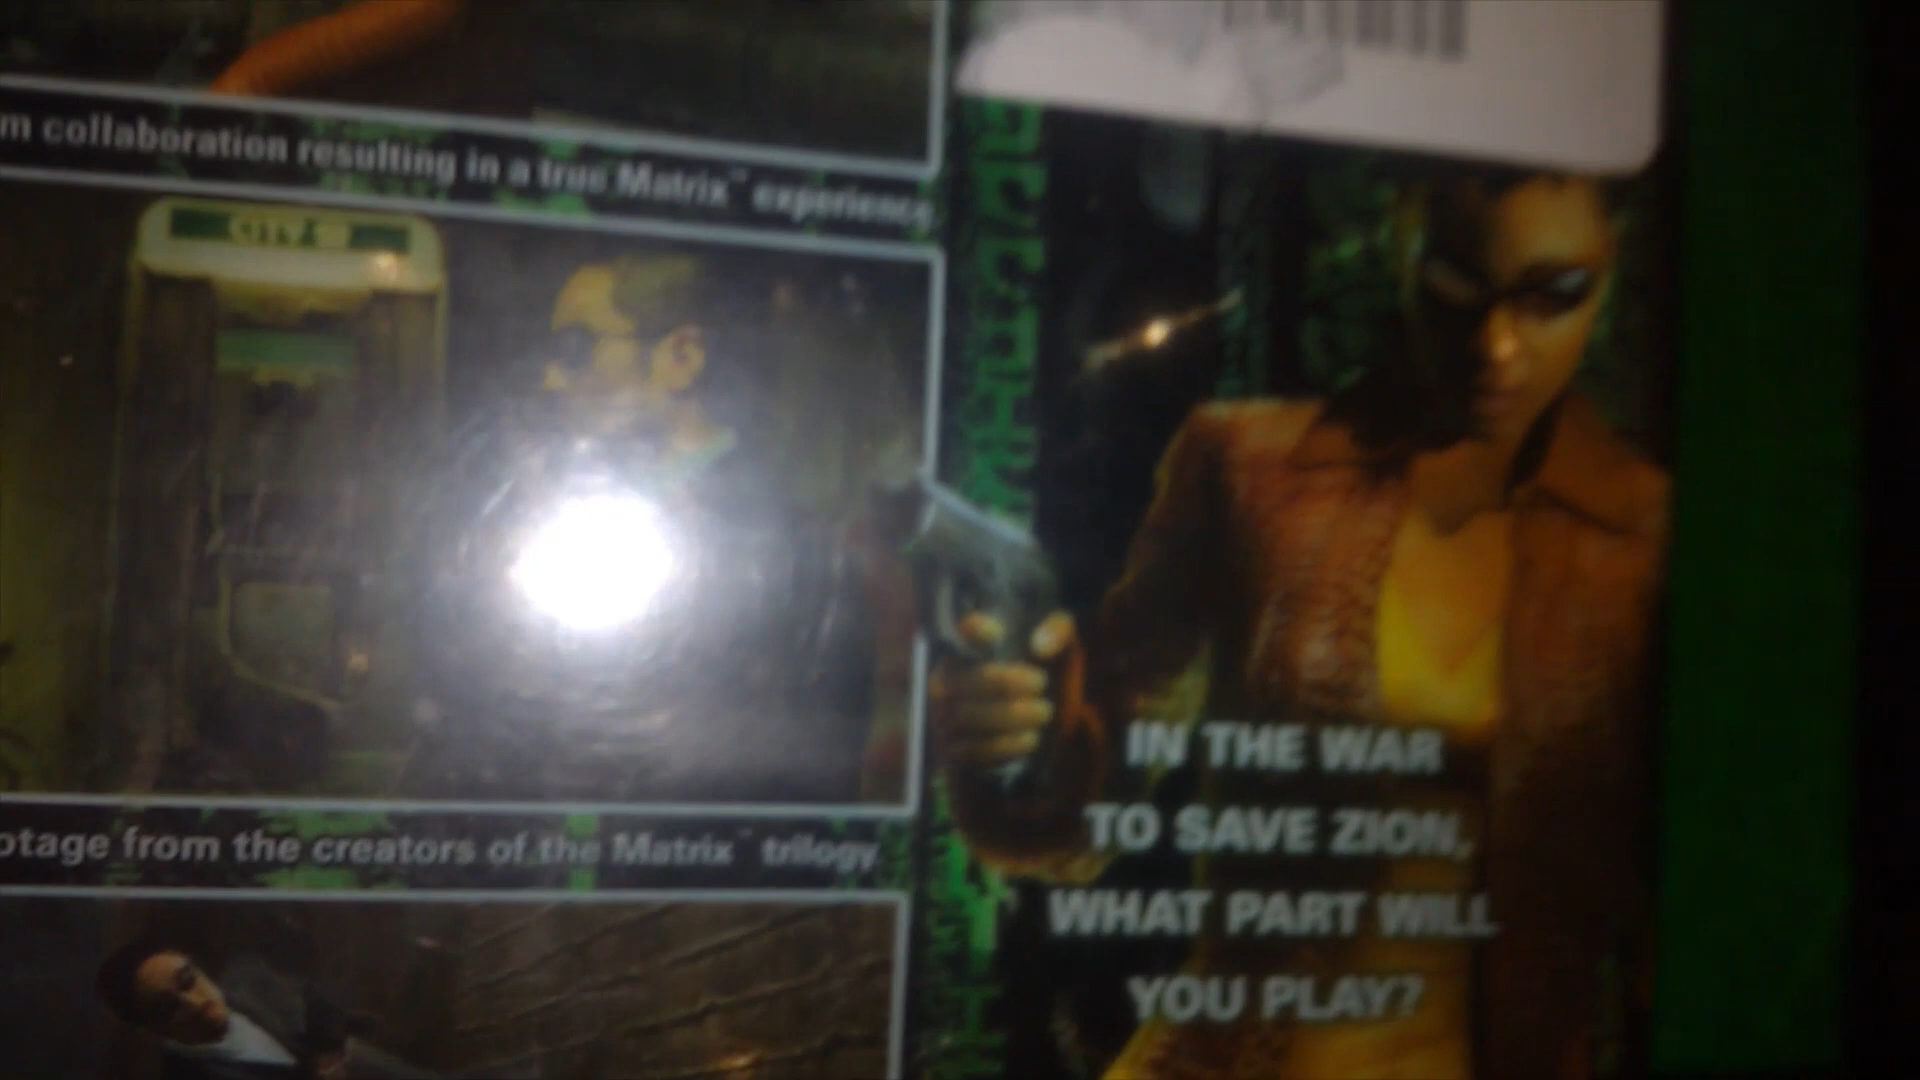 m collaboration resulting in a true Matrix™ experience
otage from the creators of the Matrix™ trilogy
IN THE WAR
TO SAVE ZION,
WHAT PART WILL
YOU PLAY?